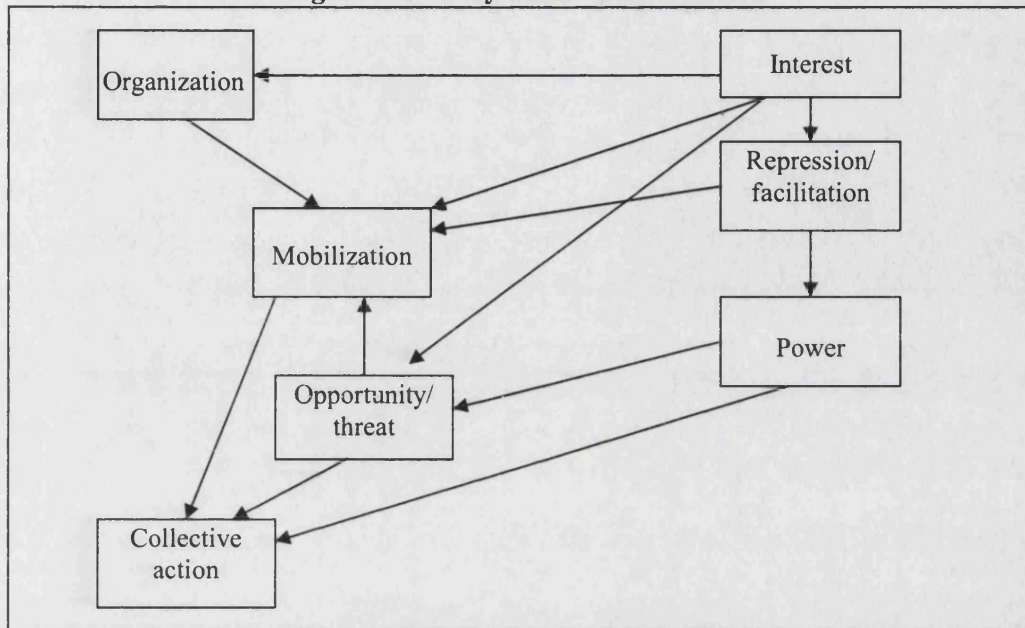 Organization
Interest
Repression/
facilitation
Mobilization
Power
Opportunity/
threat
Collective
action